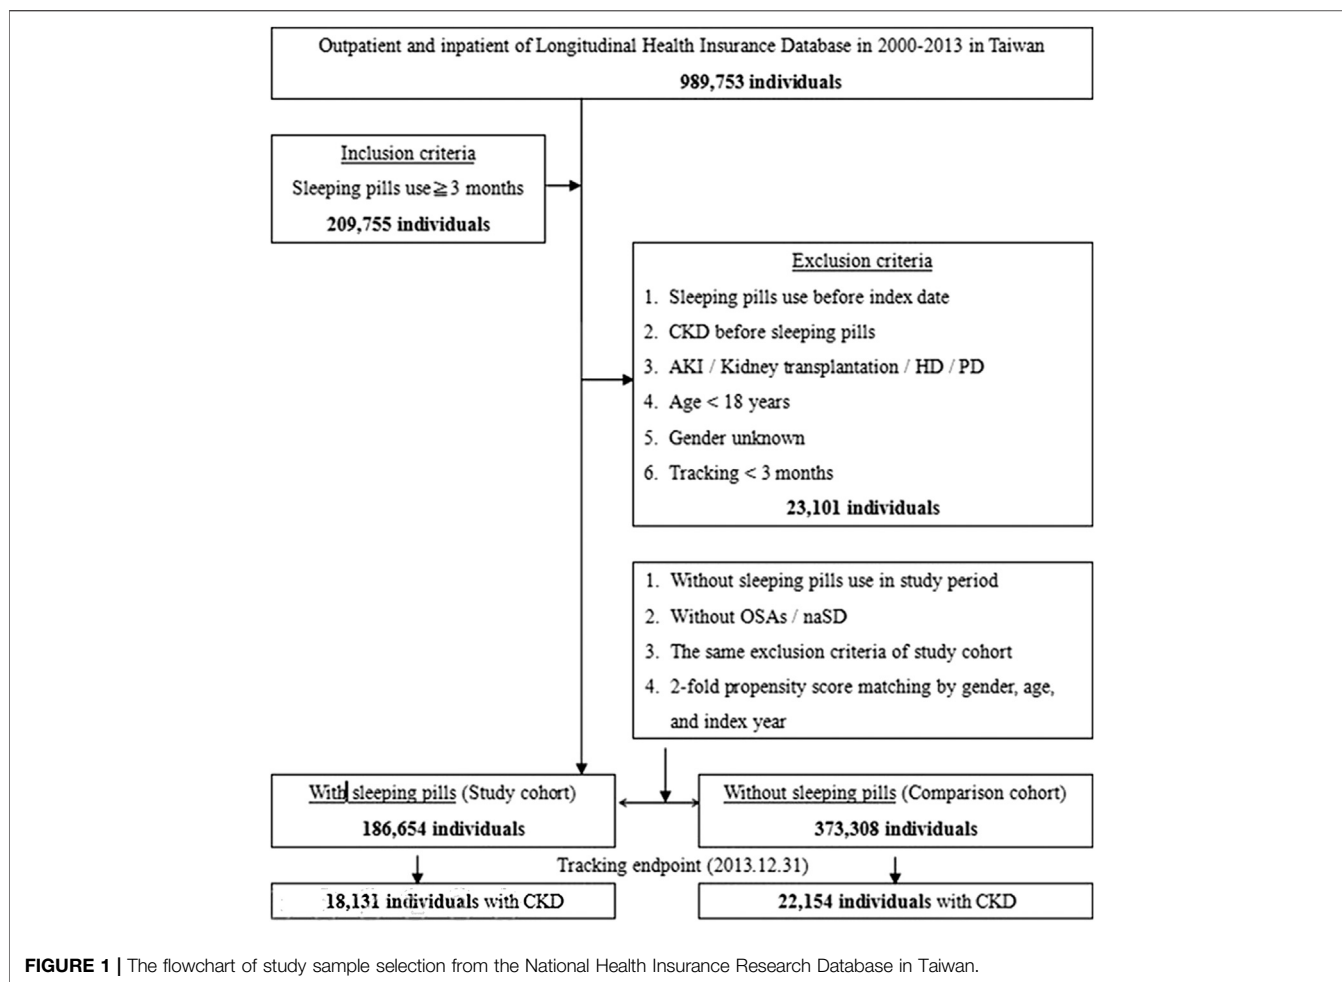 Outpatient and inpatient of Longitudinal Health Insurance Database in 2000-2013 in Taiwan
989,753 individuals
Inclusion criteria
Sleeping pills use≧3 months
209,755 individuals
Exclusion criteria
1. Sleeping pills use before index date
2. CKD before sleeping pills
3. AKI / Kidney transplantation / HD / PD
4. Age < 18 years
5. Gender unknown
6. Tracking < 3 months
23,101 individuals
1. Without sleeping pills use in study period
2. Without OSAs / naSD
3. The same exclusion criteria of study cohort
4. 2-fold propensity score matching by gender, age,
and index year
With sleeping pills (Study cohort)
186,654 individuals
Without sleeping pills (Comparison cohort)
373,308 individuals
Tracking endpoint (2013.12.31)
18,131 individuals with CKD
22,154 individuals with CKD
FIGURE 1 | The flowchart of study sample selection from the National Health Insurance Research Database in Taiwan.